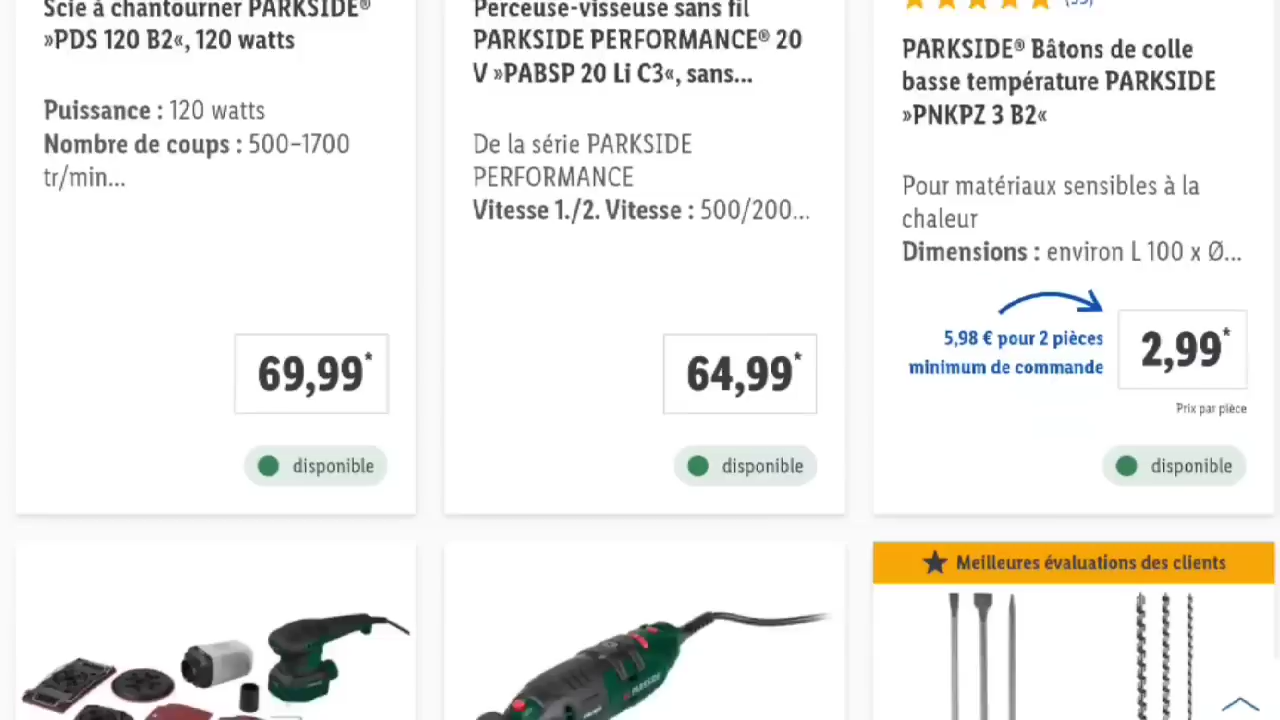 Scie à chantourner PARKSIDE®
»PDS 120 B2«, 120 watts
Puissance : 120 watts
Nombre de coups : 500–1700
tr/min...
69,99*
disponible
Perceuse-visseuse sans fil
PARKSIDE PERFORMANCE® 20
V »PABSP 20 Li C3«, sans...
De la série PARKSIDE
PERFORMANCE
Vitesse 1./2. Vitesse : 500/200...
64,99*
disponible
PARKSIDE® Bâtons de colle
basse température PARKSIDE
»PNKPZ 3 B2«
Pour matériaux sensibles à la
chaleur
Dimensions : environ L 100 x Ø...
5,98 € pour 2 pièces
minimum de commande
2,99*
Prix par pièce
disponible
PARKSIDE
Meilleures évaluations des clients